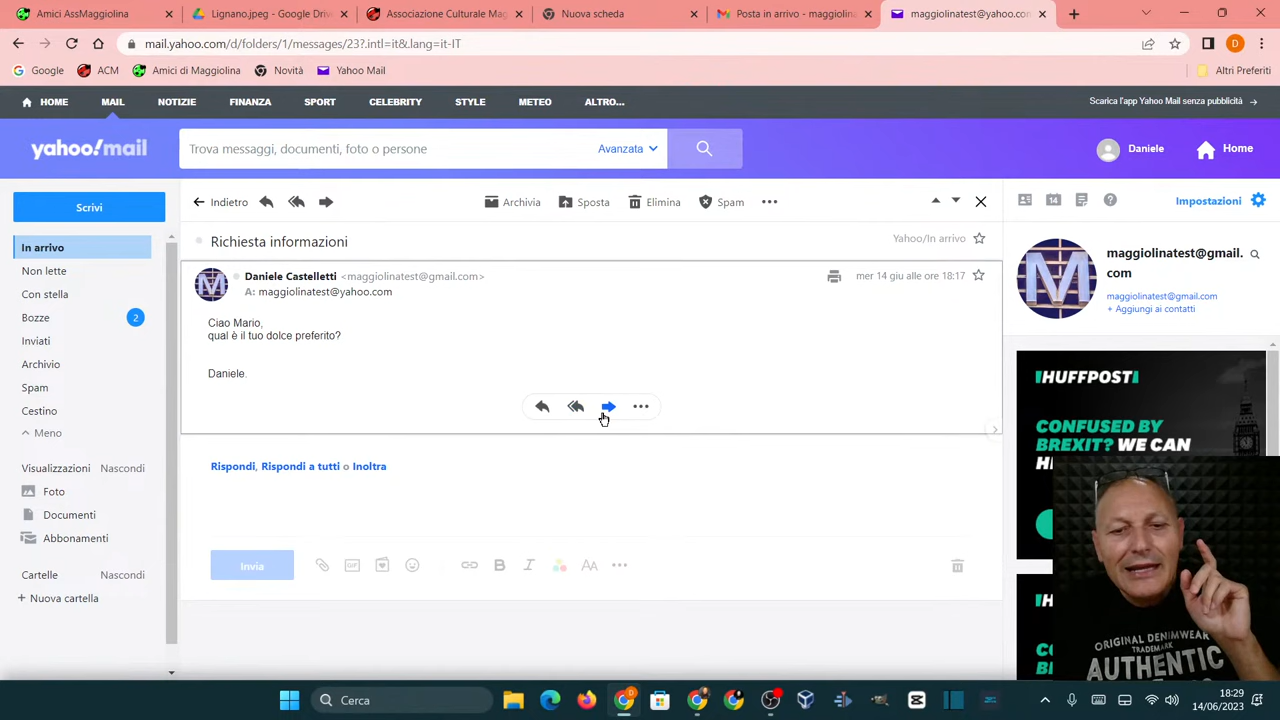 Amici AssMaggiolina
Lignano.jpeg - Google Driv
Associazione Culturale Mag
Nuova scheda
Posta in arrivo - maggiolina
maggiolinatest@yahoo.com
mail.yahoo.com/d/folders/1/messages/23?.intl=it&.lang=it-IT
D
Google ACM Amici di Maggiolina Novità Yahoo Mail Altri Preferiti
HOME MAIL NOTIZIE FINANZA SPORT CELEBRITY STYLE METEO ALTRO...
Scarica l'app Yahoo Mail senza pubblicità
yahoo!mail
Trova messaggi, documenti, foto o persone
Avanzata
Daniele
Home
Scrivi
In arrivo
Non lette
Con stella
Bozze 2
Inviati
Archivio
Spam
Cestino
Meno
Visualizzazioni Nascondi
Foto
Documenti
Abbonamenti
Cartelle Nascondi
+ Nuova cartella
Indietro
Archivia Sposta Elimina Spam
Richiesta informazioni
Yahoo/In arrivo
M
Daniele Castelletti <maggiolinatest@gmail.com>
mer 14 giu alle ore 18:17
A: maggiolinatest@yahoo.com
Ciao Mario,
qual è il tuo dolce preferito?
Daniele.
Rispondi, Rispondi a tutti o Inoltra
Invia
GIF
B I AA
14
Impostazioni
M
maggiolinatest@gmail.
com
maggiolinatest@gmail.com
+ Aggiungi ai contatti
HUFFPOST
CONFUSED BY
BREXIT? WE CAN
ORIGINAL DENIMWEAR
TRADEMARK
AUTHENTIC
Cerca
D
18:29
14/06/2023